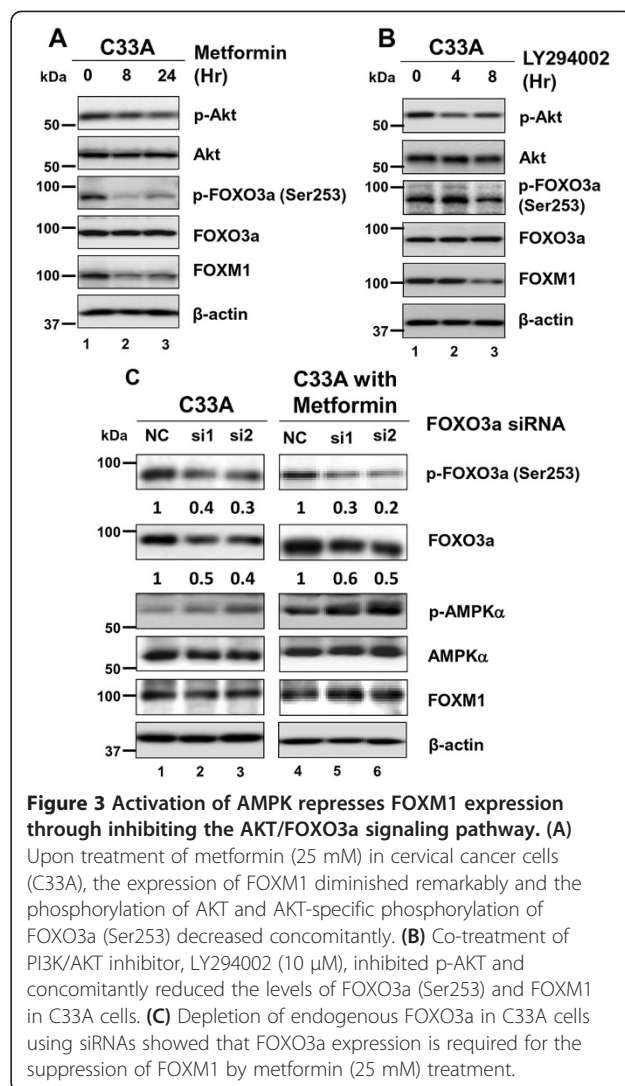 A
C33A
Metformin
(Hr)
kDa 0 8 24
p-Akt
50
Akt
50
100
p-FOXO3a (Ser253)
100
FOXO3a
FOXM1
100
β-actin
37
1 2 3
B
C33A
LY294002
(Hr)
kDa 0 4 8
p-Akt
50
Akt
50
100
p-FOXO3a
(Ser253)
100
FOXO3a
100
FOXM1
β-actin
37
1 2 3
C
C33A
C33A with
Metformin
FOXO3a siRNA
kDa NC si1 si2 NC si1 si2
100
p-FOXO3a (Ser253)
1 0.4 0.3 1 0.3 0.2
100
FOXO3a
1 0.5 0.4 1 0.6 0.5
p-AMPKα
50
AMPKα
50
100
FOXM1
β-actin
37
1 2 3 4 5 6
Figure 3 Activation of AMPK represses FOXM1 expression
through inhibiting the AKT/FOXO3a signaling pathway. (A)
Upon treatment of metformin (25 mM) in cervical cancer cells
(C33A), the expression of FOXM1 diminished remarkably and the
phosphorylation of AKT and AKT-specific phosphorylation of
FOXO3a (Ser253) decreased concomitantly. (B) Co-treatment of
PI3K/AKT inhibitor, LY294002 (10 μM), inhibited p-AKT and
concomitantly reduced the levels of FOXO3a (Ser253) and FOXM1
in C33A cells. (C) Depletion of endogenous FOXO3a in C33A cells
using siRNAs showed that FOXO3a expression is required for the
suppression of FOXM1 by metformin (25 mM) treatment.